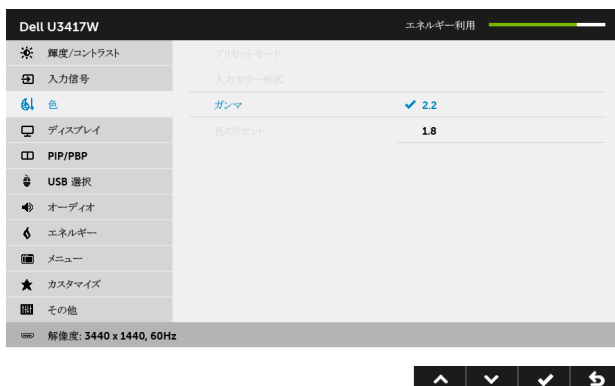 Dell U3417W エネルギー利用
輝度/コントラスト プリセットモード
入力信号 入力カラー形式
色 ガンマ 2.2
ディスプレイ 色のリセット 1.8
PIP/PBP
USB 選択
オーディオ
エネルギー
メニュー
カスタマイズ
その他
解像度: 3440 x 1440, 60Hz